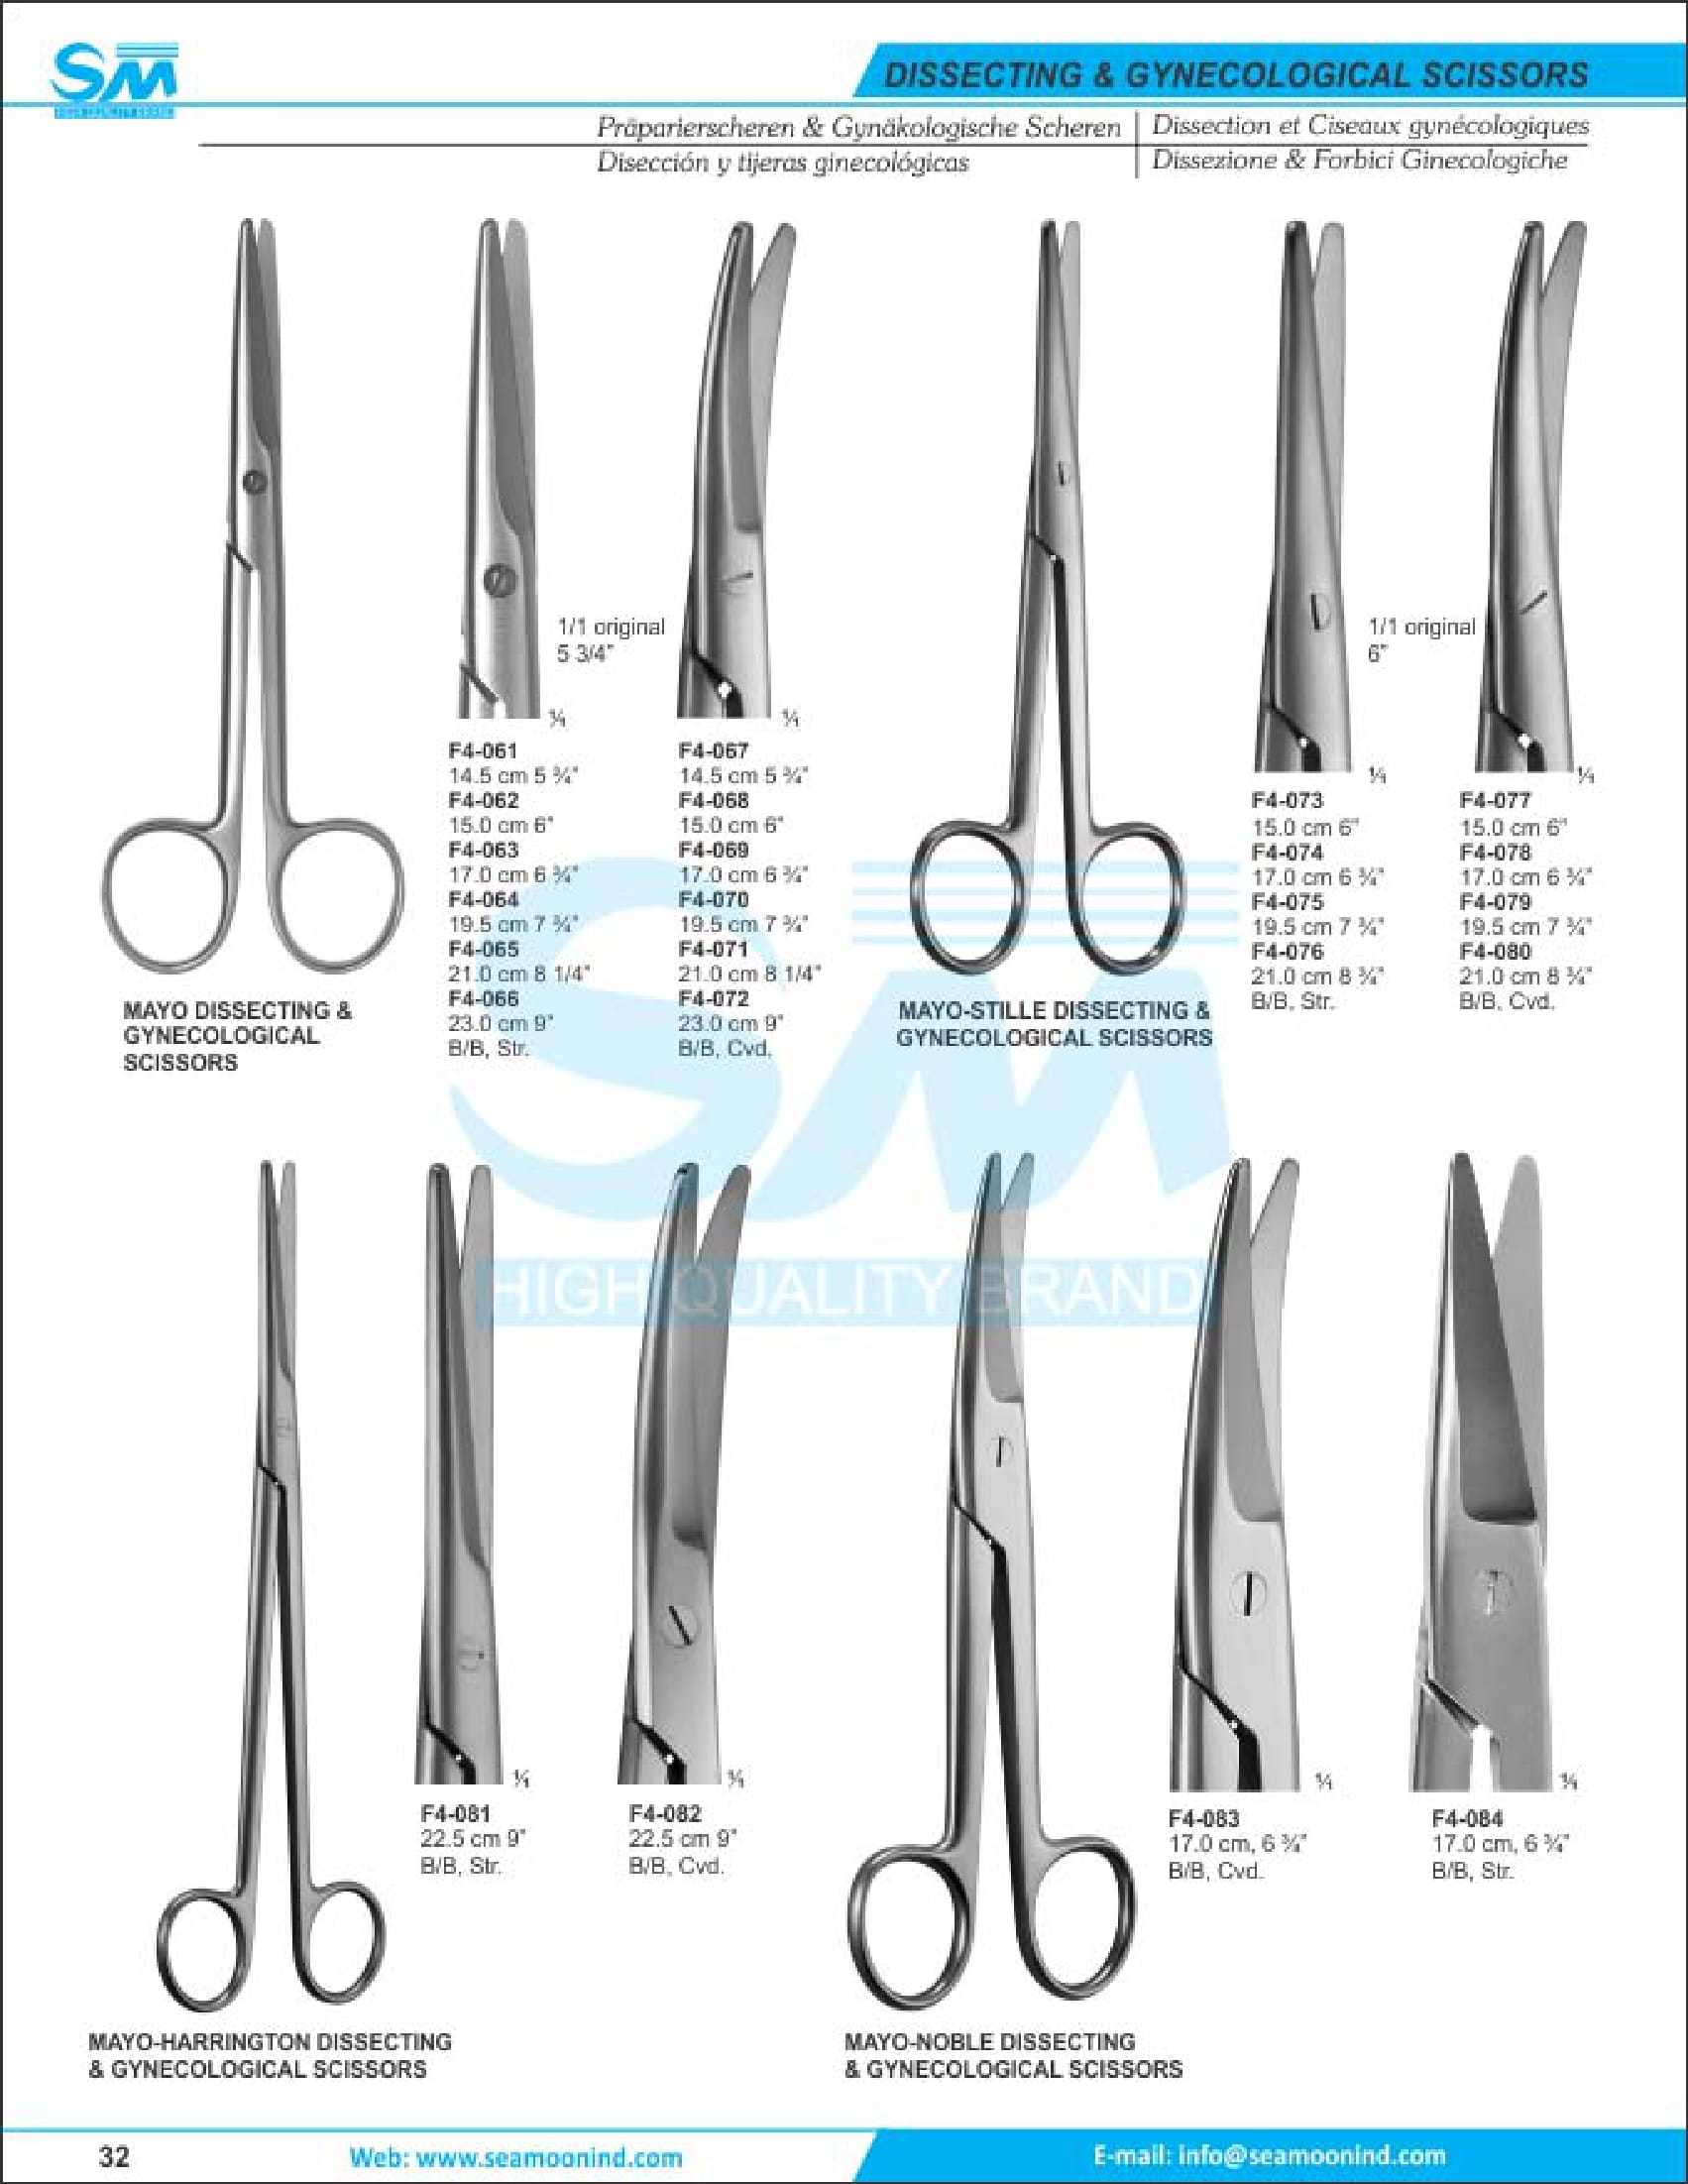 SM
HIGH QUALITY BRAND
DISSECTING & GYNECOLOGICAL SCISSORS
Präparierscheren & Gynäkologische Scheren
Dissection et Ciseaux gynécologiques
Disección y tijeras ginecológicas
Dissezione & Forbici Ginecologiche
1/1 original
5 3/4"
1/1
1/1
F4-061
14.5 cm 5 ¾"
F4-062
15.0 cm 6"
F4-063
17.0 cm 6 ¾"
F4-064
19.5 cm 7 ¾"
F4-065
21.0 cm 8 1/4"
F4-066
23.0 cm 9"
B/B, Str.
F4-067
14.5 cm 5 ¾"
F4-068
15.0 cm 6"
F4-069
17.0 cm 6 ¾"
F4-070
19.5 cm 7 ¾"
F4-071
21.0 cm 8 1/4"
F4-072
23.0 cm 9"
B/B, Cvd.
MAYO DISSECTING &
GYNECOLOGICAL
SCISSORS
1/1 original
6"
1/1
1/1
F4-073
15.0 cm 6"
F4-074
17.0 cm 6 ¾"
F4-075
19.5 cm 7 ¾"
F4-076
21.0 cm 8 ¾"
B/B, Str.
F4-077
15.0 cm 6"
F4-078
17.0 cm 6 ¾"
F4-079
19.5 cm 7 ¾"
F4-080
21.0 cm 8 ¾"
B/B, Cvd.
MAYO-STILLE DISSECTING &
GYNECOLOGICAL SCISSORS
SM
HIGH QUALITY BRAND
1/1
1/1
F4-081
22.5 cm 9"
B/B, Str.
F4-082
22.5 cm 9"
B/B, Cvd.
MAYO-HARRINGTON DISSECTING
& GYNECOLOGICAL SCISSORS
1/1
1/1
F4-083
17.0 cm, 6 ¾"
B/B, Cvd.
F4-084
17.0 cm, 6 ¾"
B/B, Str.
MAYO-NOBLE DISSECTING
& GYNECOLOGICAL SCISSORS
32
Web: www.seamoonind.com
E-mail: info@seamoonind.com